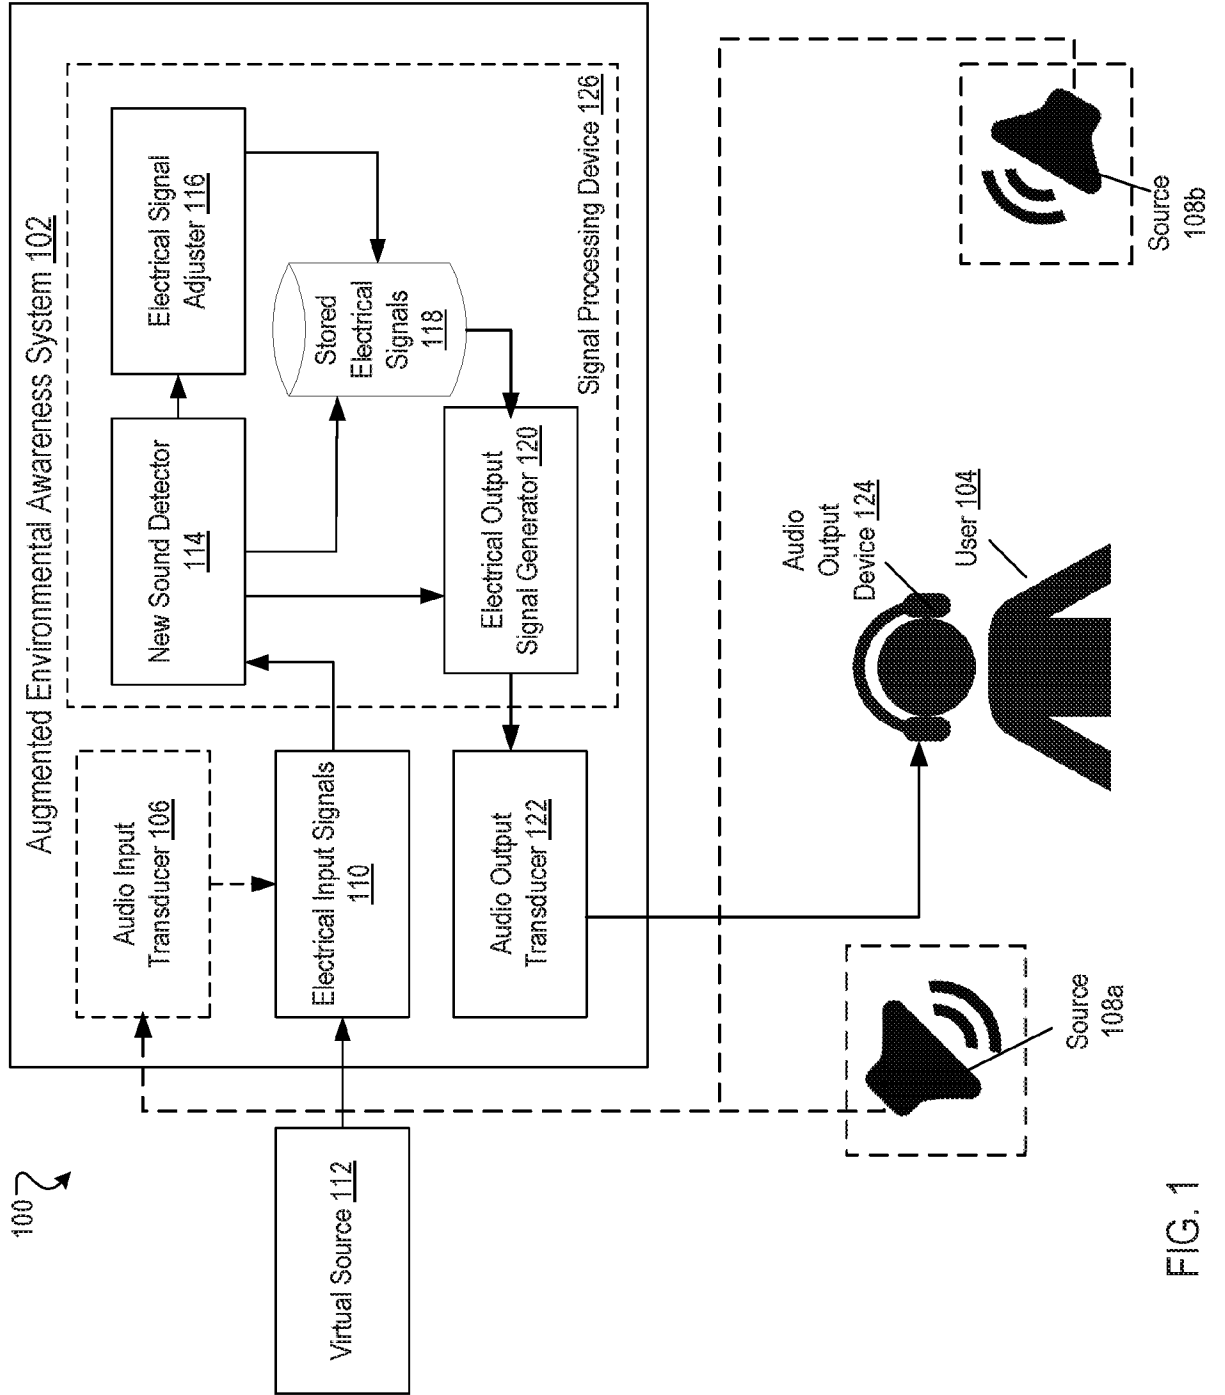 100
Augmented Environmental Awareness System 102
Audio Input
Transducer 106
New Sound Detector
114
Electrical Signal
Adjuster 116
Virtual Source 112
Electrical Input Signals
110
Stored
Electrical
Signals
118
Audio Output
Transducer 122
Electrical Output
Signal Generator 120
Signal Processing Device 126
Audio
Output
Device 124
User 104
Source
108a
Source
108b
FIG. 1